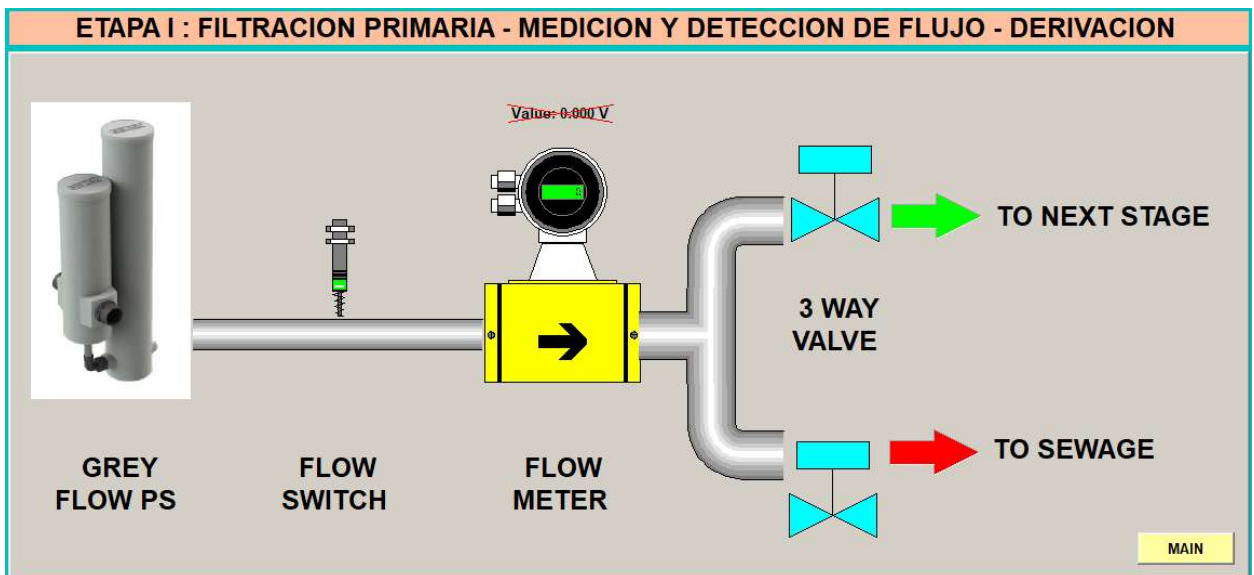 ETAPA I : FILTRACION PRIMARIA - MEDICION Y DETECCION DE FLUJO - DERIVACION
Value: 0.000 V
0
TO NEXT STAGE
3 WAY
VALVE
TO SEWAGE
GREY
FLOW PS
FLOW
SWITCH
FLOW
METER
MAIN